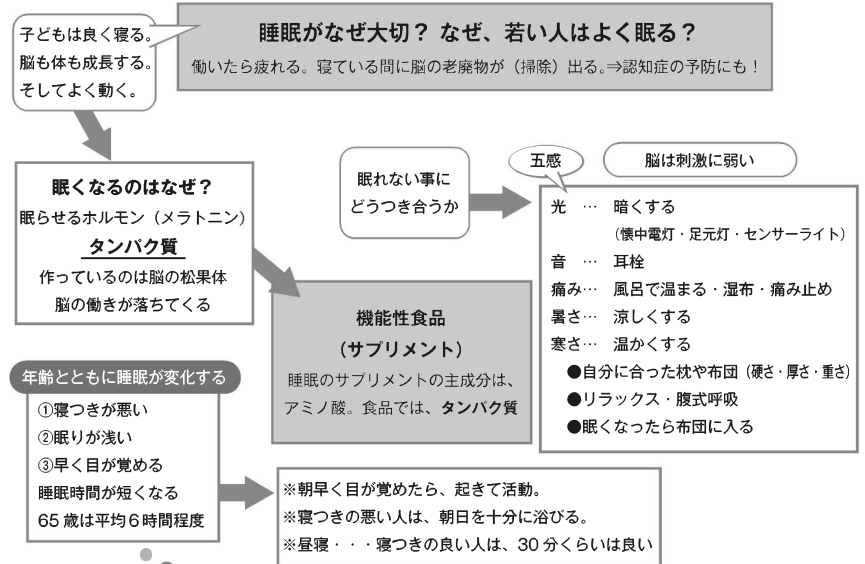 子どもは良く寝る。
脳も体も成長する。
そしてよく動く。
睡眠がなぜ大切？ なぜ、若い人はよく眠る？
働いたら疲れる。寝ている間に脳の老廃物が（掃除）出る。⇒認知症の予防にも！
眠くなるのはなぜ？
眠らせるホルモン（メラトニン）
タンパク質
作っているのは脳の松果体
脳の働きが落ちてくる
機能性食品
（サプリメント）
睡眠のサプリメントの主成分は、
アミノ酸。食品では、タンパク質
眠れない事に
どうつき合うか
五感
脳は刺激に弱い
光 … 暗くする
（懐中電灯・足元灯・センサーライト）
音 … 耳栓
痛み… 風呂で温まる・湿布・痛み止め
暑さ… 涼しくする
寒さ… 温かくする
●自分に合った枕や布団（硬さ・厚さ・重さ）
●リラックス・腹式呼吸
●眠くなったら布団に入る
年齢とともに睡眠が変化する
①寝つきが悪い
②眠りが浅い
③早く目が覚める
睡眠時間が短くなる
65歳は平均6時間程度
※朝早く目が覚めたら、起きて活動。
※寝つきの悪い人は、朝日を十分に浴びる。
※昼寝・・・寝つきの良い人は、30分くらいは良い